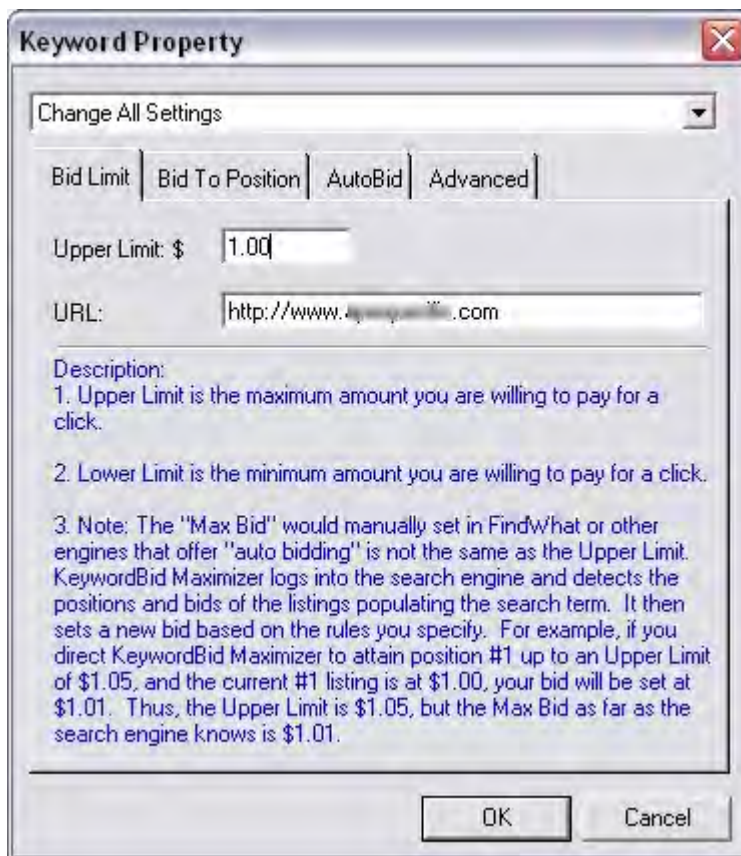 Keyword Property
Change All Settings
Bid Limit Bid To Position AutoBid Advanced
Upper Limit: $ 1.00
URL: http://www. .com
Description:
1. Upper Limit is the maximum amount you are willing to pay for a
click.
2. Lower Limit is the minimum amount you are willing to pay for a click.
3. Note: The "Max Bid" would manually set in FindWhat or other
engines that offer "auto bidding" is not the same as the Upper Limit.
KeywordBid Maximizer logs into the search engine and detects the
positions and bids of the listings populating the search term. It then
sets a new bid based on the rules you specify. For example, if you
direct KeywordBid Maximizer to attain position #1 up to an Upper Limit
of $1.05, and the current #1 listing is at $1.00, your bid will be set at
$1.01. Thus, the Upper Limit is $1.05, but the Max Bid as far as the
search engine knows is $1.01.
OK Cancel